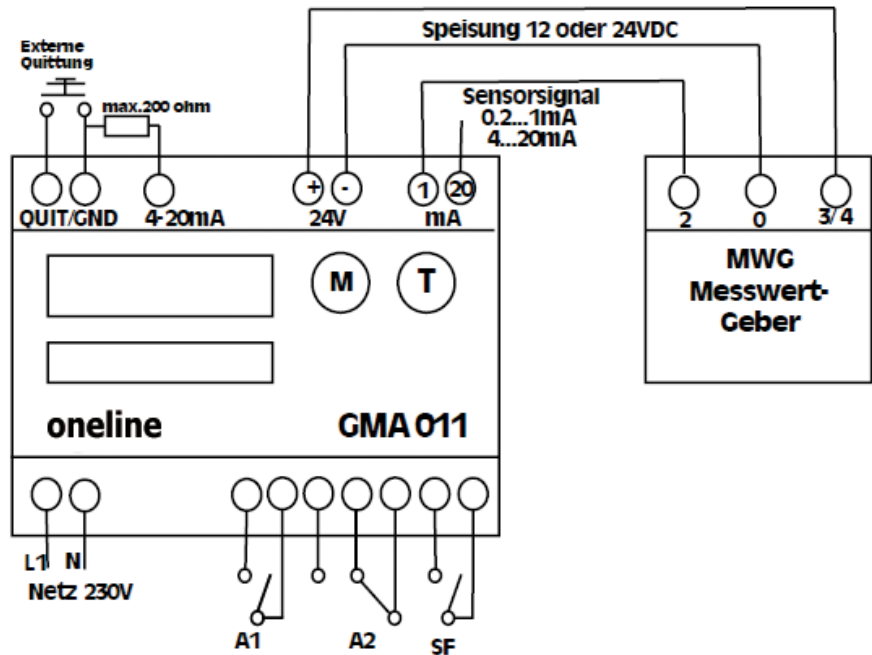 Speisung 12 oder 24VDC
Externe
Quittung
max.200 ohm
Sensorsignal
0.2...1mA
4...20mA
+ - 1 20
QUIT/GND 4-20mA 24V mA
2 0 3/4
M T
MWG
Messwert-
Geber
oneline GMA 011
L1 N
Netz 230V
A1 A2 SF